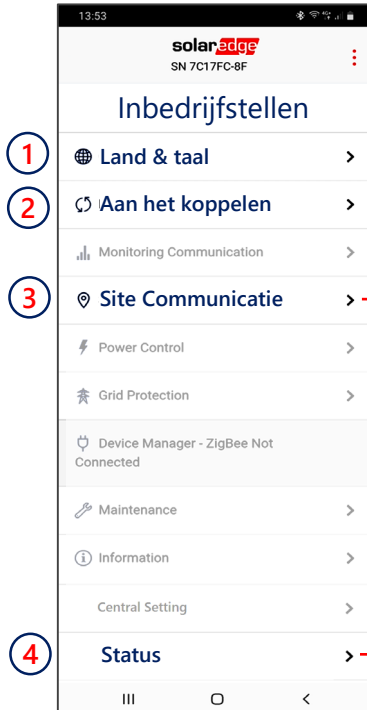 13:53
solaredge
SN 7C17FC-8F
Inbedrijfstellen
1
Land & taal
2
Aan het koppelen
Monitoring Communication
3
Site Communicatie
Power Control
Grid Protection
Device Manager - ZigBee Not
Connected
Maintenance
Information
Central Setting
4
Status